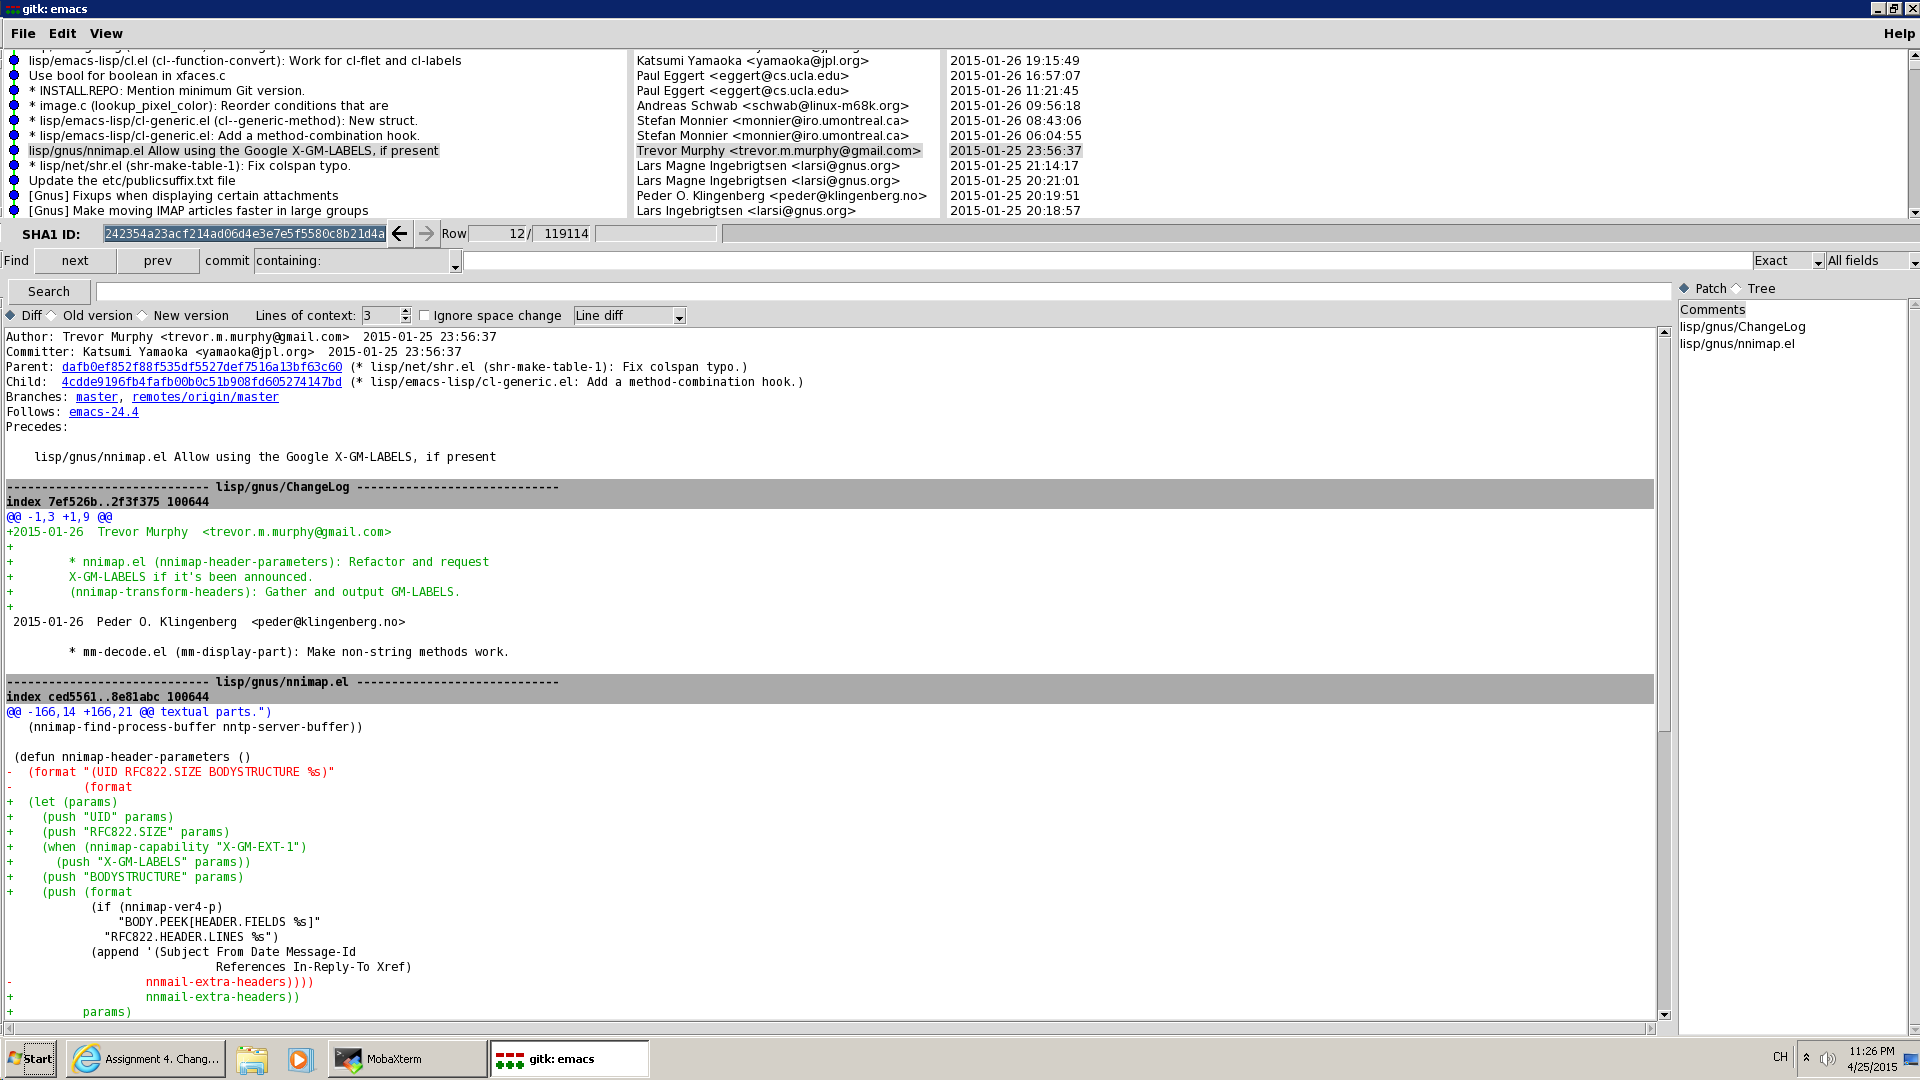 gitk: emacs
File Edit View Help
lisp/emacs-lisp/cl.el (cl--function-convert): Work for cl-flet and cl-labels Katsumi Yamaoka <yamaoka@jpl.org> 2015-01-26 19:15:49
Use bool for boolean in xfaces.c Paul Eggert <eggert@cs.ucla.edu> 2015-01-26 16:57:07
* INSTALL.REPO: Mention minimum Git version. Paul Eggert <eggert@cs.ucla.edu> 2015-01-26 11:21:45
* image.c (lookup_pixel_color): Reorder conditions that are Andreas Schwab <schwab@linux-m68k.org> 2015-01-26 09:56:18
* lisp/emacs-lisp/cl-generic.el (cl--generic-method): New struct. Stefan Monnier <monnier@iro.umontreal.ca> 2015-01-26 08:43:06
* lisp/emacs-lisp/cl-generic.el: Add a method-combination hook. Stefan Monnier <monnier@iro.umontreal.ca> 2015-01-26 06:04:55
lisp/gnus/nnimap.el Allow using the Google X-GM-LABELS, if present Trevor Murphy <trevor.m.murphy@gmail.com> 2015-01-25 23:56:37
* lisp/net/shr.el (shr-make-table-1): Fix colspan typo. Lars Magne Ingebrigtsen <larsi@gnus.org> 2015-01-25 21:14:17
Update the etc/publicsuffix.txt file Lars Magne Ingebrigtsen <larsi@gnus.org> 2015-01-25 20:21:01
[Gnus] Fixups when displaying certain attachments Peder O. Klingenberg <peder@klingenberg.no> 2015-01-25 20:19:51
[Gnus] Make moving IMAP articles faster in large groups Lars Ingebrigtsen <larsi@gnus.org> 2015-01-25 20:18:57
SHA1 ID: 242354a23acf214ad06d4e3e7e5f5580c8b21d4a Row 12 / 119114
Find next prev commit containing: Exact All fields
Search Patch Tree
Diff Old version New version Lines of context: 3 Ignore space change Line diff
Comments
lisp/gnus/ChangeLog
lisp/gnus/nnimap.el
Author: Trevor Murphy <trevor.m.murphy@gmail.com>  2015-01-25 23:56:37
Committer: Katsumi Yamaoka <yamaoka@jpl.org>  2015-01-25 23:56:37
Parent: dafb0ef852f88f535df5527def7516a13bf63c60 (* lisp/net/shr.el (shr-make-table-1): Fix colspan typo.)
Child:  4cdde9196fb4fafb00b0c51b908fd605274147bd (* lisp/emacs-lisp/cl-generic.el: Add a method-combination hook.)
Branches: master, remotes/origin/master
Follows: emacs-24.4
Precedes:
    lisp/gnus/nnimap.el Allow using the Google X-GM-LABELS, if present
----------------------------- lisp/gnus/ChangeLog -----------------------------
index 7ef526b..2f3f375 100644
@@ -1,3 +1,9 @@
+2015-01-26  Trevor Murphy  <trevor.m.murphy@gmail.com>
+
+        * nnimap.el (nnimap-header-parameters): Refactor and request
+        X-GM-LABELS if it's been announced.
+        (nnimap-transform-headers): Gather and output GM-LABELS.
+
 2015-01-26  Peder O. Klingenberg  <peder@klingenberg.no>
         * mm-decode.el (mm-display-part): Make non-string methods work.
----------------------------- lisp/gnus/nnimap.el -----------------------------
index ced5561..8e81abc 100644
@@ -166,14 +166,21 @@ textual parts.")
   (nnimap-find-process-buffer nntp-server-buffer))
 (defun nnimap-header-parameters ()
-  (format "(UID RFC822.SIZE BODYSTRUCTURE %s)"
-          (format
+  (let (params)
+    (push "UID" params)
+    (push "RFC822.SIZE" params)
+    (when (nnimap-capability "X-GM-EXT-1")
+      (push "X-GM-LABELS" params))
+    (push "BODYSTRUCTURE" params)
+    (push (format
            (if (nnimap-ver4-p)
                "BODY.PEEK[HEADER.FIELDS %s]"
              "RFC822.HEADER.LINES %s")
            (append '(Subject From Date Message-Id
                              References In-Reply-To Xref)
-                   nnmail-extra-headers))))
+                   nnmail-extra-headers))
+          params)
Start Assignment 4. Chang... MobaXterm gitk: emacs CH 11:26 PM
4/25/2015